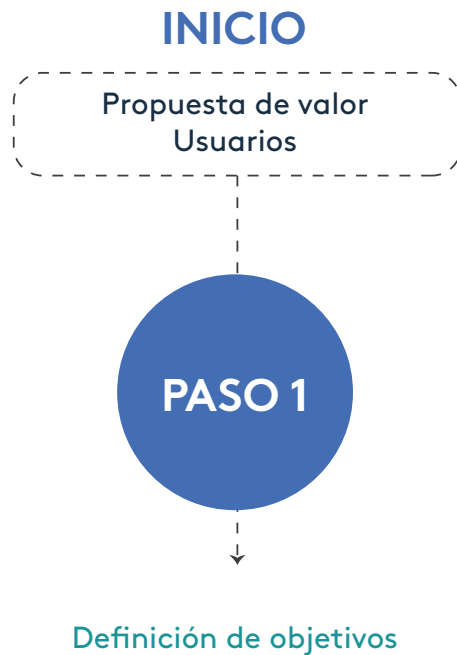 INICIO
Propuesta de valor
Usuarios
PASO 1
Definición de objetivos